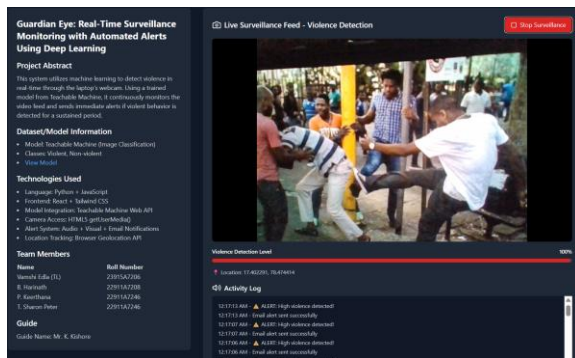 Guardian Eye: Real-Time Surveillance
Monitoring with Automated Alerts
Using Deep Learning
Project Abstract
This system utilizes machine learning to detect violence in
real-time through the laptop's webcam. Using a trained
model from Teachable Machine, it continuously monitors the
video feed and sends immediate alerts if violent behavior is
detected for a sustained period.
Dataset/Model Information
• Model: Teachable Machine (Image Classification)
• Classes: Violent, Non-violent
• View Model
Technologies Used
• Language: Python + JavaScript
• Frontend: React + Tailwind CSS
• Model Integration: Teachable Machine Web API
• Camera Access: HTML5 getUserMedia()
• Alert System: Audio + Visual + Email Notifications
• Location Tracking: Browser Geolocation API
Team Members
Name Roll Number
Vamshi Edla (TL) 23915A7206
B. Harinath 22911A7208
P. Keerthana 22911A7246
T. Sharon Peter 22911A7246
Guide
Guide Name: Mr. K. Kishore
Live Surveillance Feed - Violence Detection
Stop Surveillance
Violence Detection Level 100%
Location: 17.402291, 78.474414
Activity Log
12:17:13 AM - ⚠ ALERT: High violence detected!
12:17:13 AM - Email alert sent successfully
12:17:07 AM - ⚠ ALERT: High violence detected!
12:17:07 AM - Email alert sent successfully
12:17:06 AM - ⚠ ALERT: High violence detected!
12:17:06 AM - Email alert sent successfully